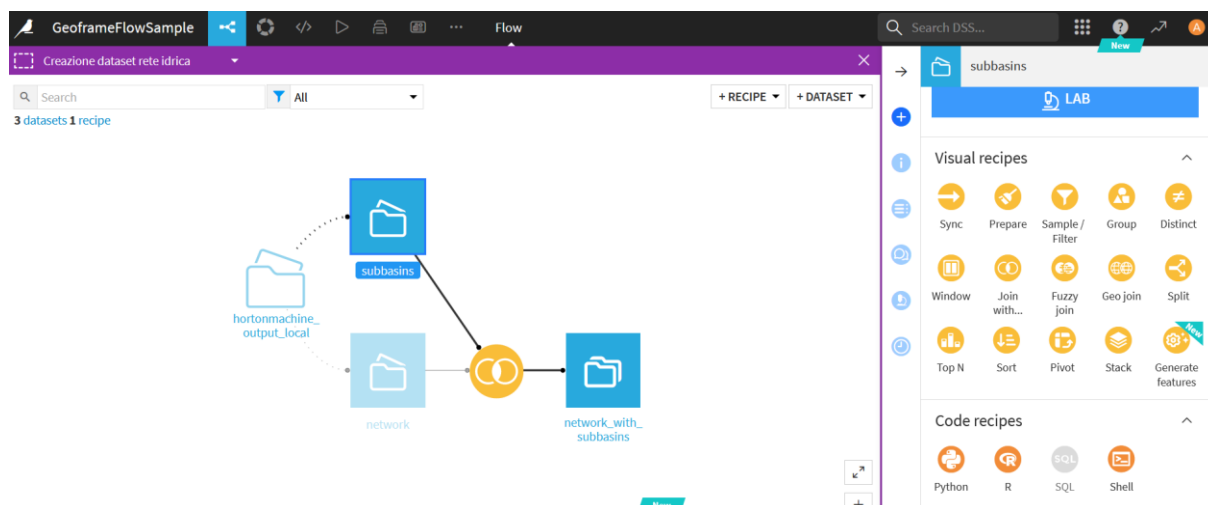 GeoframeFlowSample
Flow
Search DSS...
New
Creazione dataset rete idrica
Search
All
+ RECIPE
+ DATASET
3 datasets 1 recipe
subbasins
hortonmachine_
output_local
network
network_with_
subbasins
New
subbasins
LAB
Visual recipes
Sync
Prepare
Sample /
Filter
Group
Distinct
Window
Join
with...
Fuzzy
join
Geo join
Split
Top N
Sort
Pivot
Stack
New
Generate
features
Code recipes
Python
R
SQL
SQL
Shell
A